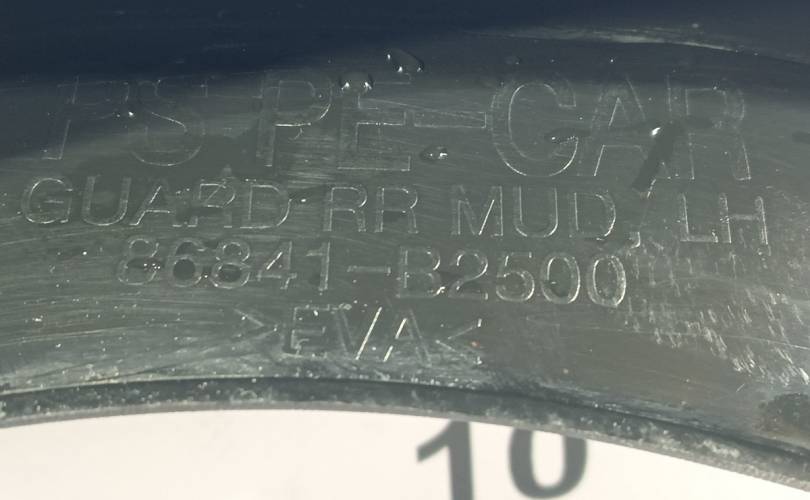 PS PE-CAR
GUARD RR MUD, LH
86841-B2500
>EVA<
10